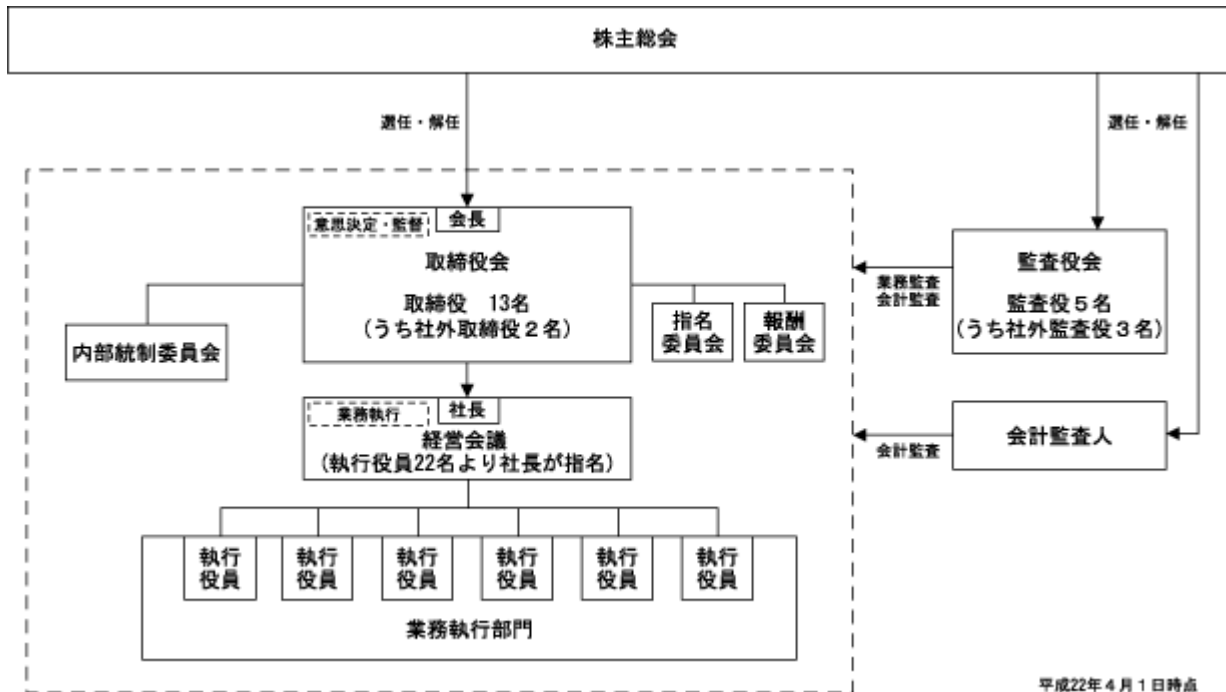 株主総会
選任・解任
選任・解任
意思決定・監督
会長
取締役会
取締役　13名
(うち社外取締役２名)
内部統制委員会
指名
委員会
報酬
委員会
業務監査
会計監査
監査役会
監査役５名
(うち社外監査役３名)
業務執行
社長
経営会議
(執行役員22名より社長が指名)
会計監査
会計監査人
執行
役員
執行
役員
執行
役員
執行
役員
執行
役員
執行
役員
業務執行部門
平成22年４月１日時点